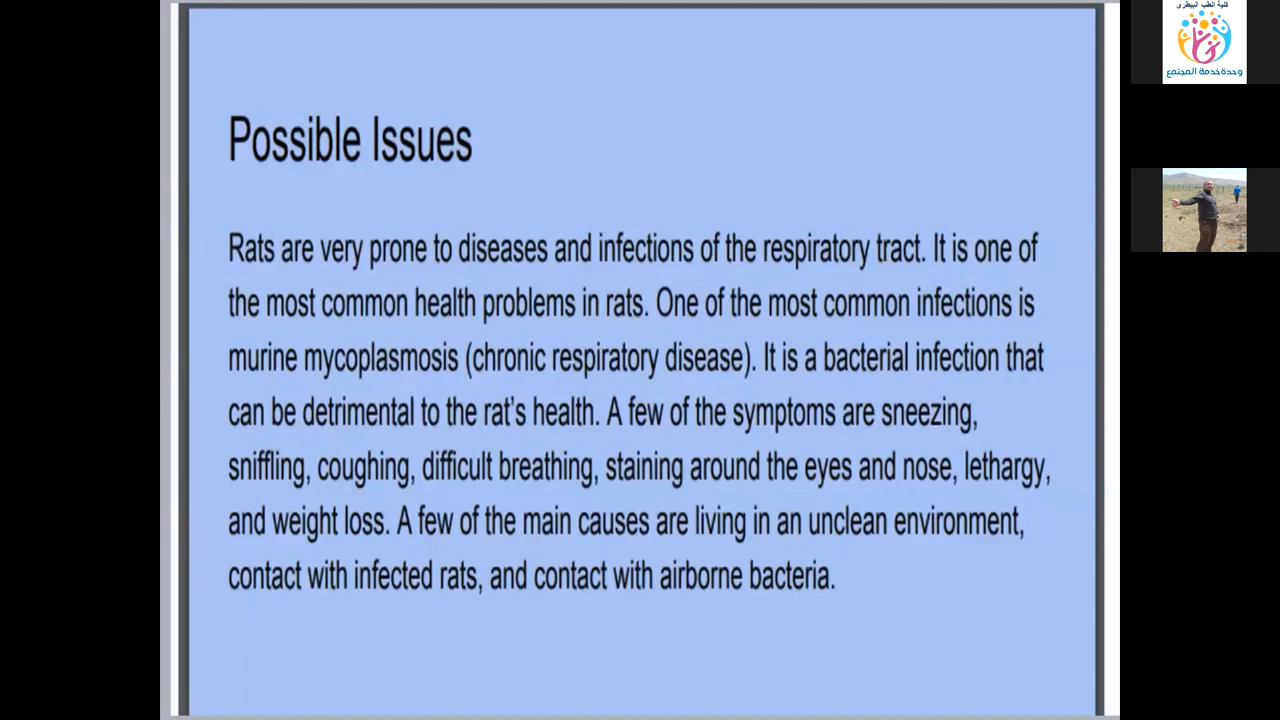 Possible Issues
Rats are very prone to diseases and infections of the respiratory tract. It is one of
the most common health problems in rats. One of the most common infections is
murine mycoplasmosis (chronic respiratory disease). It is a bacterial infection that
can be detrimental to the rat's health. A few of the symptoms are sneezing,
sniffling, coughing, difficult breathing, staining around the eyes and nose, lethargy,
and weight loss. A few of the main causes are living in an unclean environment,
contact with infected rats, and contact with airborne bacteria.
كلية الطب البيطرى
وحدة خدمة المجتمع